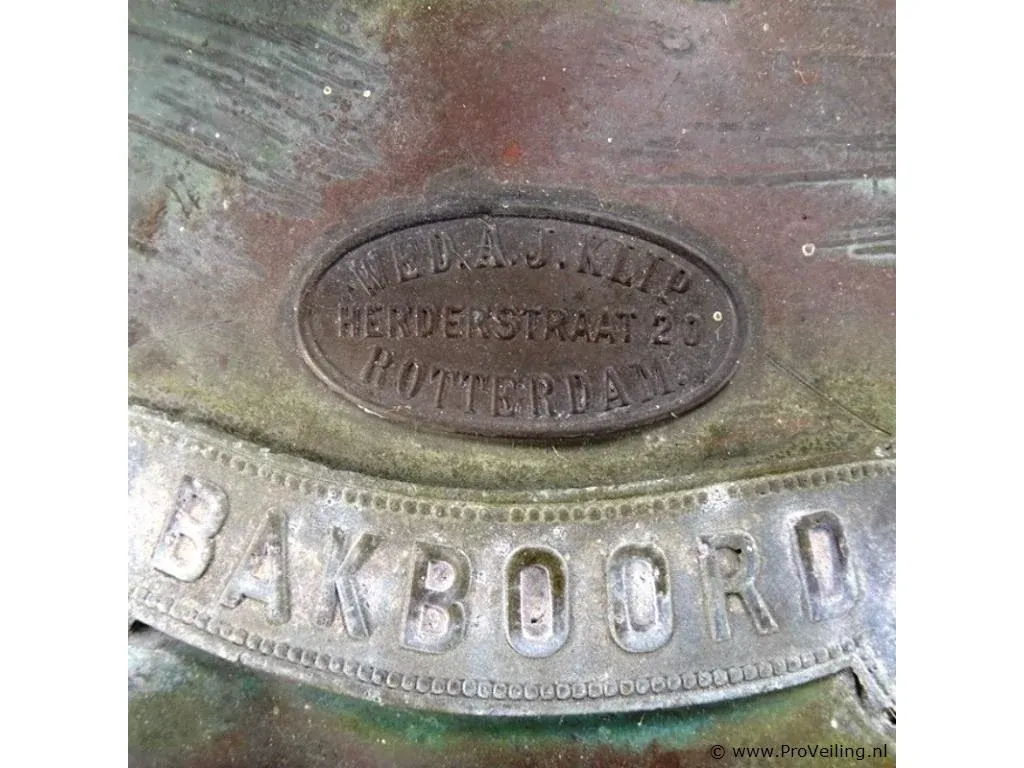 WED. A. J. KLIP
HERDERSTRAAT 20
ROTTERDAM.
BAKBOORD
© www.ProVeiling.nl